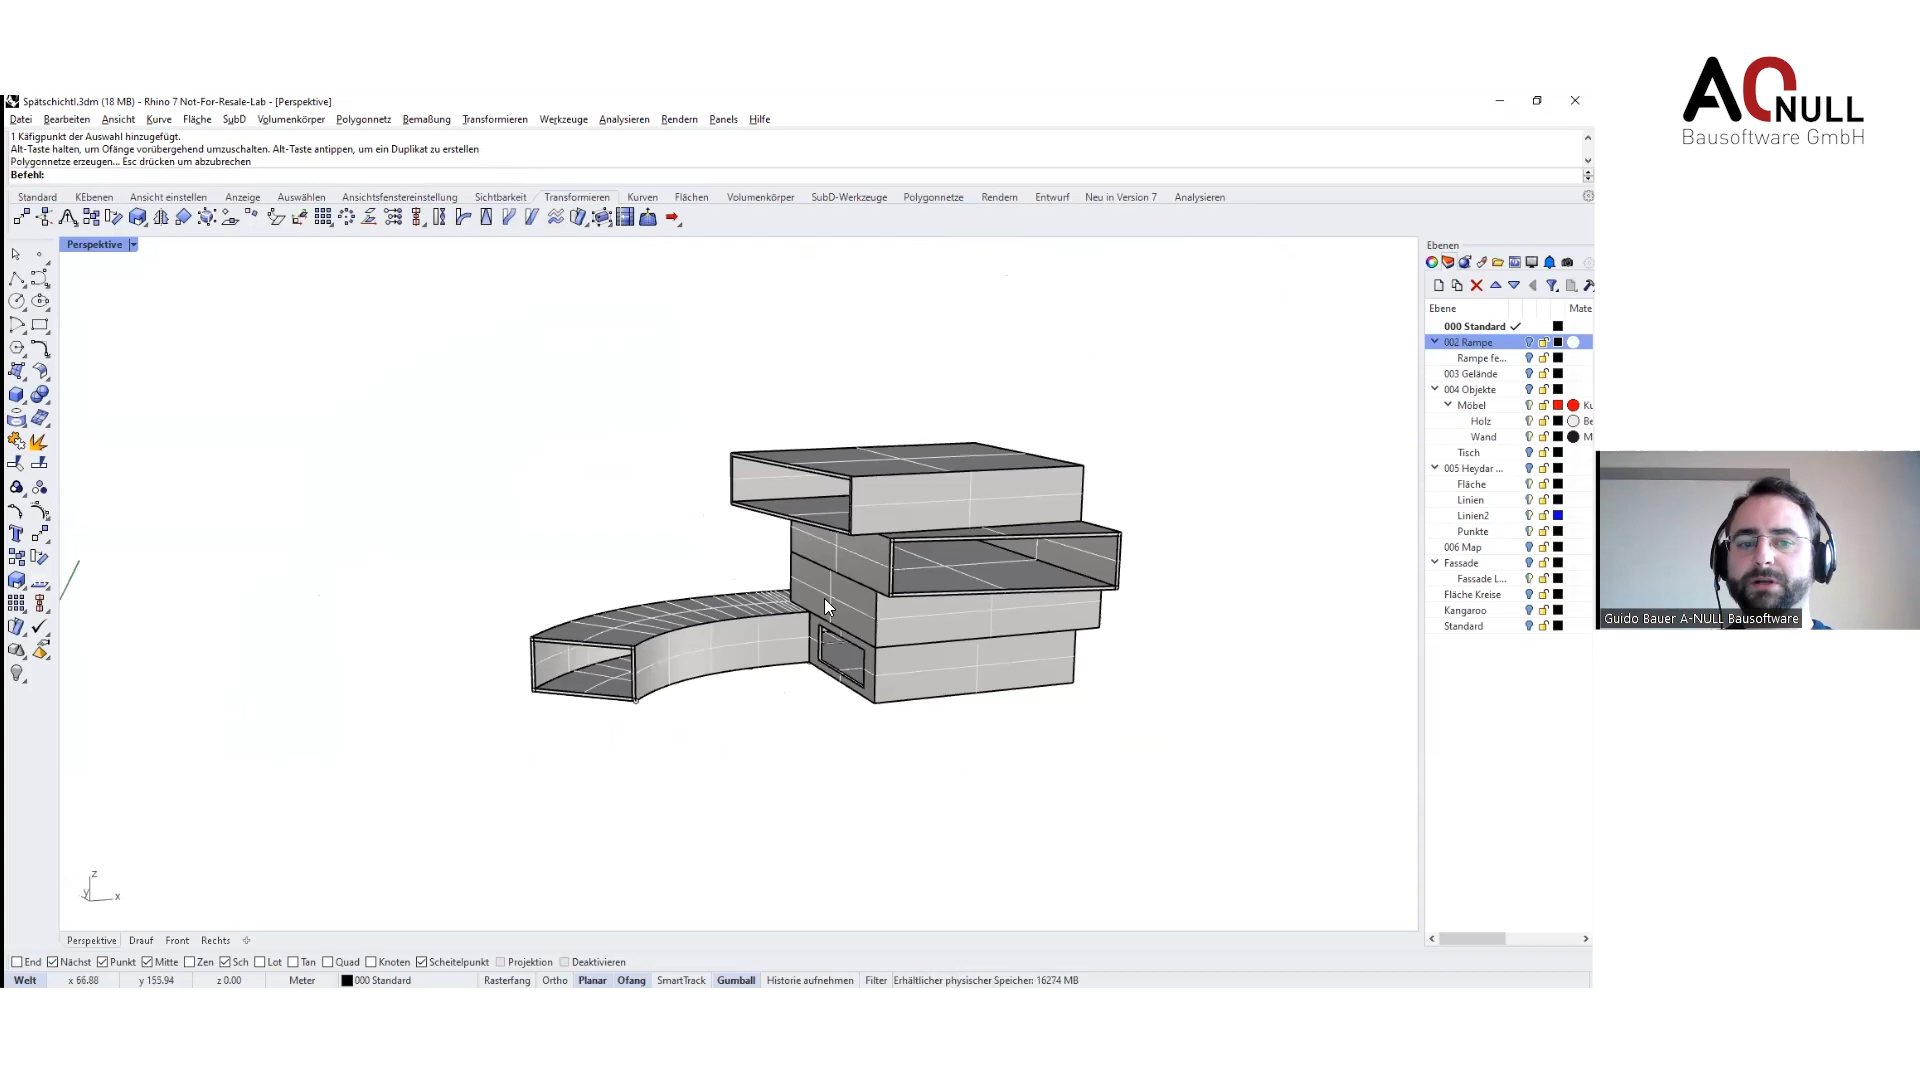 AO NULL
Bausoftware GmbH
Spätschichtl.3dm (18 MB) - Rhino 7 Not-For-Resale-Lab - [Perspektive]
Datei Bearbeiten Ansicht Kurve Fläche SubD Volumenkörper Polygonnetz Bemaßung Transformieren Werkzeuge Analysieren Rendern Panels Hilfe
1 Käfigpunkt der Auswahl hinzugefügt.
Alt-Taste halten, um Ofänge vorübergehend umzuschalten. Alt-Taste antippen, um ein Duplikat zu erstellen
Polygonnetze erzeugen... Esc drücken um abzubrechen
Befehl:
Standard KEbenen Ansicht einstellen Anzeige Auswählen Ansichtsfenstereinstellung Sichtbarkeit Transformieren Kurven Flächen Volumenkörper SubD-Werkzeuge Polygonnetze Rendern Entwurf Neu in Version 7 Analysieren
Perspektive
Ebenen
Ebene Mate
000 Standard
002 Rampe
Rampe fe...
003 Gelände
004 Objekte
Möbel Ku
Holz Be
Wand M
Tisch
005 Heydar ...
Fläche
Linien
Linien2
Punkte
006 Map
Fassade
Fassade L...
Fläche Kreise
Kangaroo
Standard
Guido Bauer A-NULL Bausoftware
z
y x
Perspektive Drauf Front Rechts
End Nächst Punkt Mitte Zen Sch Lot Tan Quad Knoten Scheitelpunkt Projektion Deaktivieren
Welt x 66.88 y 155.94 z 0.00 Meter 000 Standard Rasterfang Ortho Planar Ofang SmartTrack Gumball Historie aufnehmen Filter Erhältlicher physischer Speicher: 16274 MB